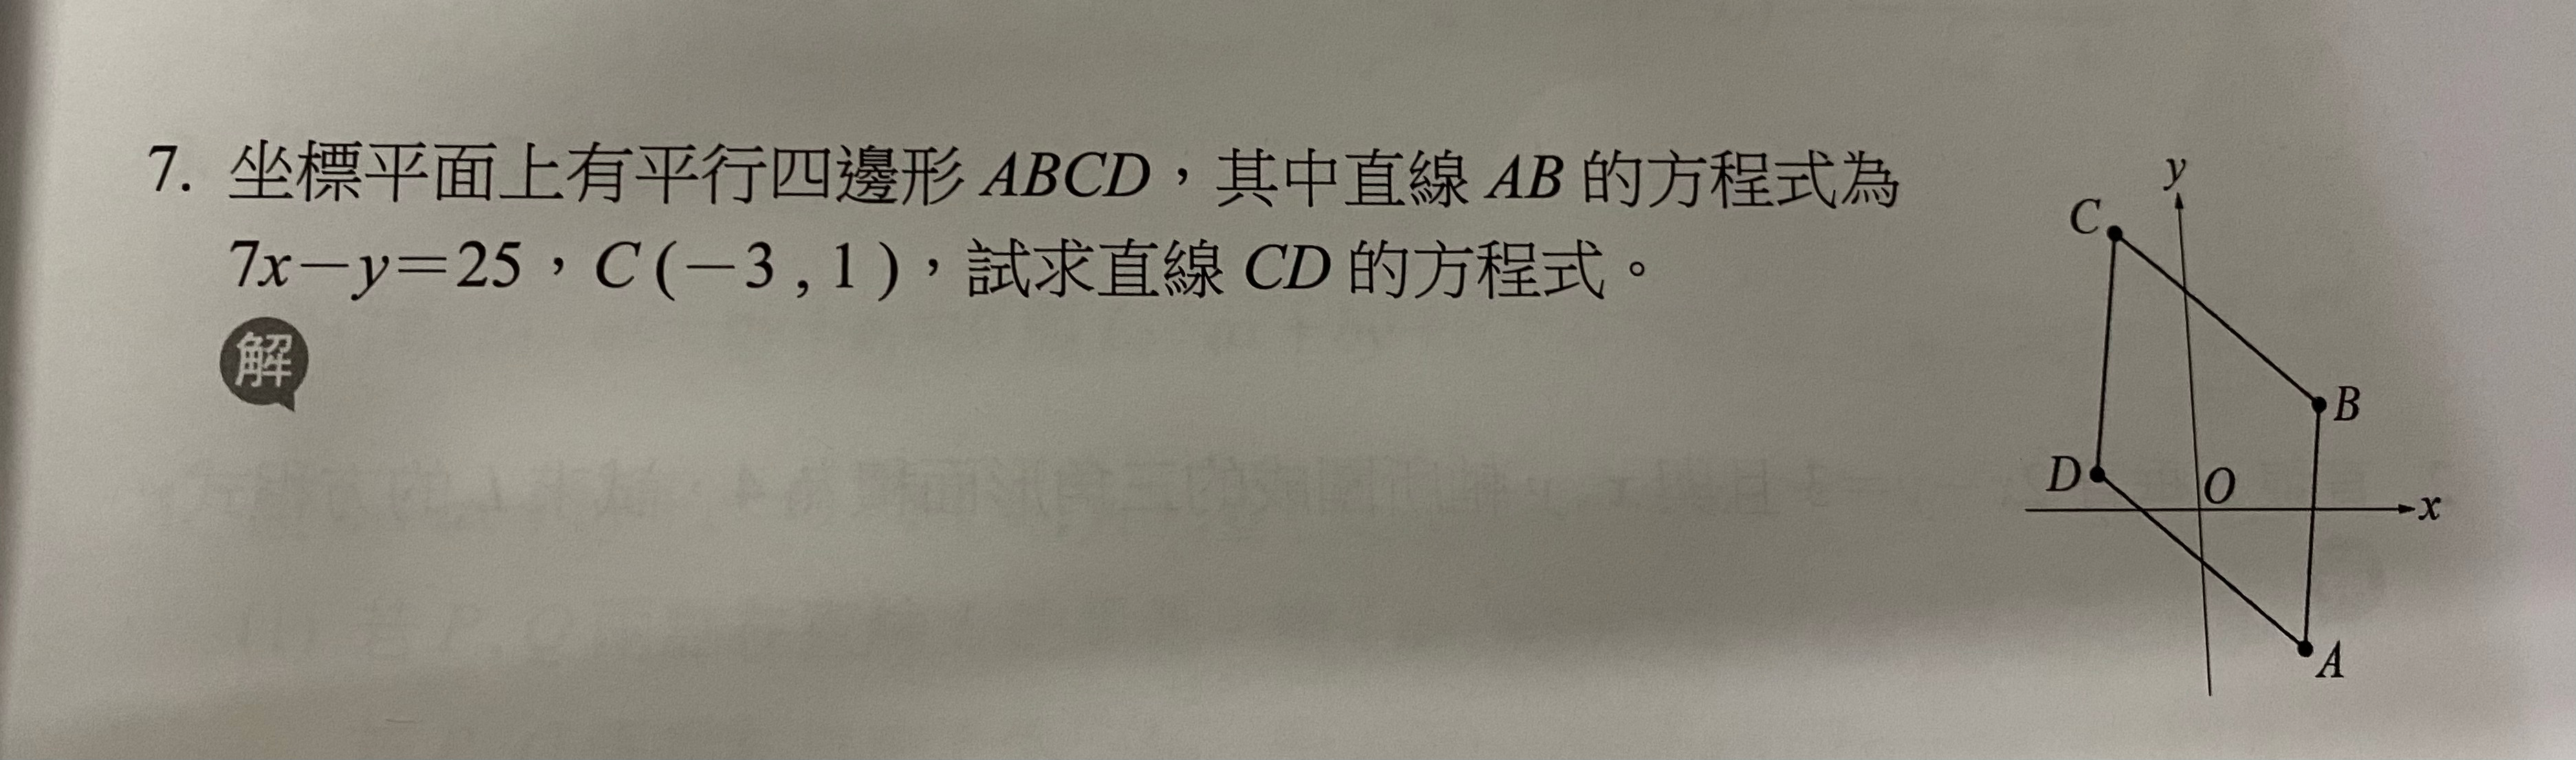 7. 坐標平面上有平行四邊形 ABCD，其中直線 AB 的方程式為
7x－y＝25，C（－3 , 1），試求直線 CD 的方程式。
解
y
C
B
D
O
x
A